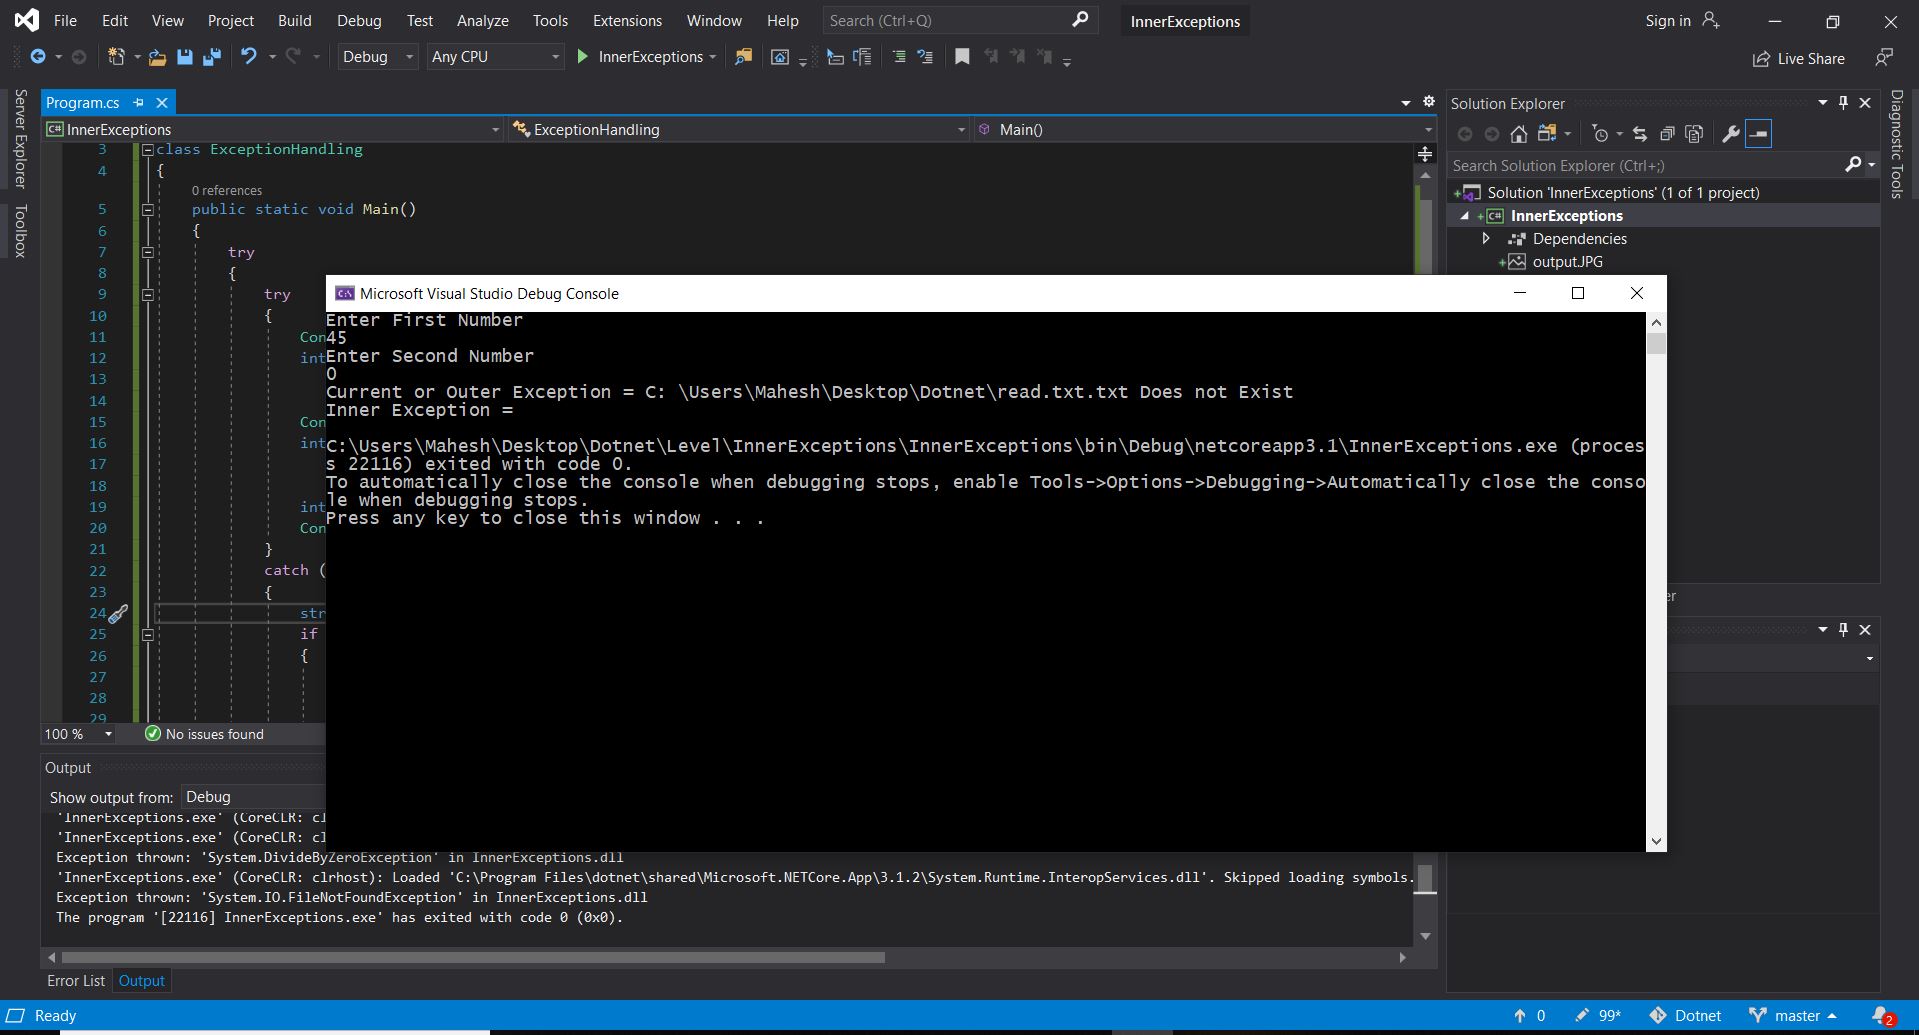 File Edit View Project Build Debug Test Analyze Tools Extensions Window Help Search (Ctrl+Q) InnerExceptions Sign in
Debug Any CPU InnerExceptions Live Share
Server Explorer
Toolbox
Program.cs
InnerExceptions ExceptionHandling Main()
3 class ExceptionHandling
4 {
0 references
5 public static void Main()
6 {
7 try
8 {
9 try
10 {
11 Con
12 int
13
14
15 Con
16 int
17
18
19 int
20 Con
21 }
22 catch (
23 {
24 str
25 if
26 {
27
28
29
100 % No issues found
Microsoft Visual Studio Debug Console
Enter First Number
45
Enter Second Number
0
Current or Outer Exception = C: \Users\Mahesh\Desktop\Dotnet\read.txt.txt Does not Exist
Inner Exception =
C:\Users\Mahesh\Desktop\Dotnet\Level\InnerExceptions\InnerExceptions\bin\Debug\netcoreapp3.1\InnerExceptions.exe (proces
s 22116) exited with code 0.
To automatically close the console when debugging stops, enable Tools->Options->Debugging->Automatically close the conso
le when debugging stops.
Press any key to close this window . . .
Output
Show output from: Debug
'InnerExceptions.exe' (CoreCLR: cl
'InnerExceptions.exe' (CoreCLR: cl
Exception thrown: 'System.DivideByZeroException' in InnerExceptions.dll
'InnerExceptions.exe' (CoreCLR: clrhost): Loaded 'C:\Program Files\dotnet\shared\Microsoft.NETCore.App\3.1.2\System.Runtime.InteropServices.dll'. Skipped loading symbols.
Exception thrown: 'System.IO.FileNotFoundException' in InnerExceptions.dll
The program '[22116] InnerExceptions.exe' has exited with code 0 (0x0).
Error List Output
Solution Explorer
Search Solution Explorer (Ctrl+;)
Solution 'InnerExceptions' (1 of 1 project)
C# InnerExceptions
Dependencies
output.JPG
er
Diagnostic Tools
Ready 0 99* Dotnet master 2